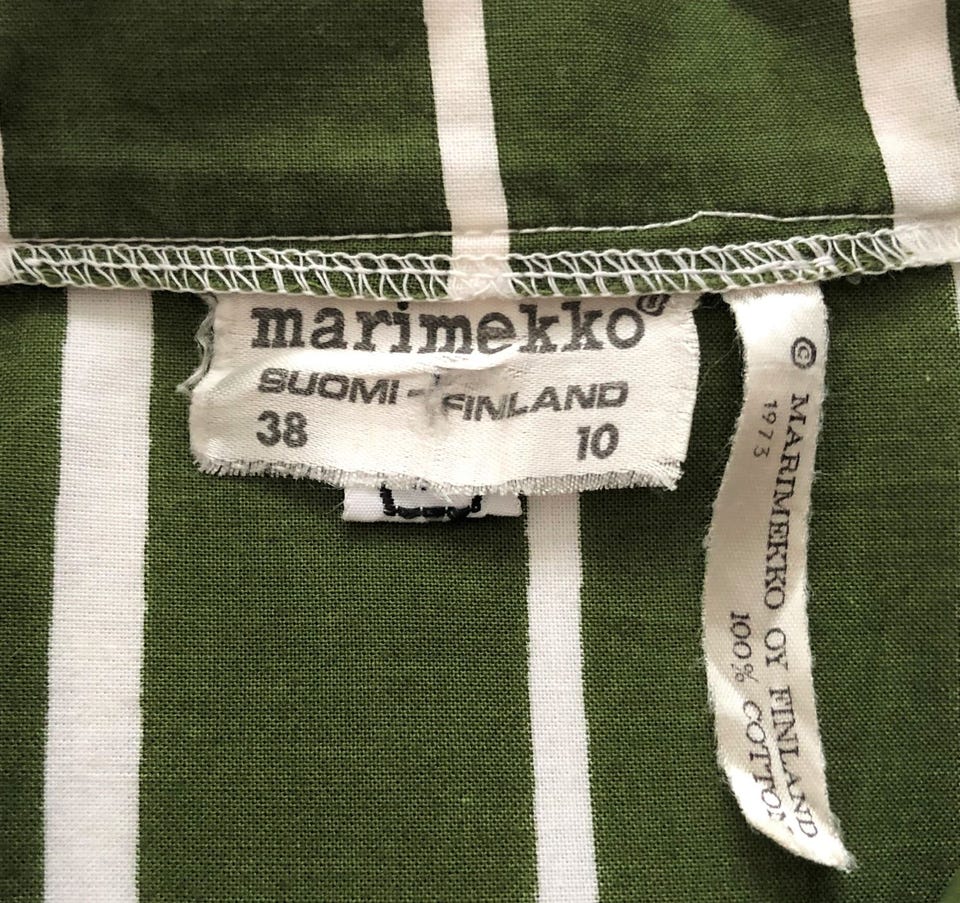 marimekko®
SUOMI-FINLAND
38 10
© MARIMEKKO OY FINLAND
1973 100% COTTON